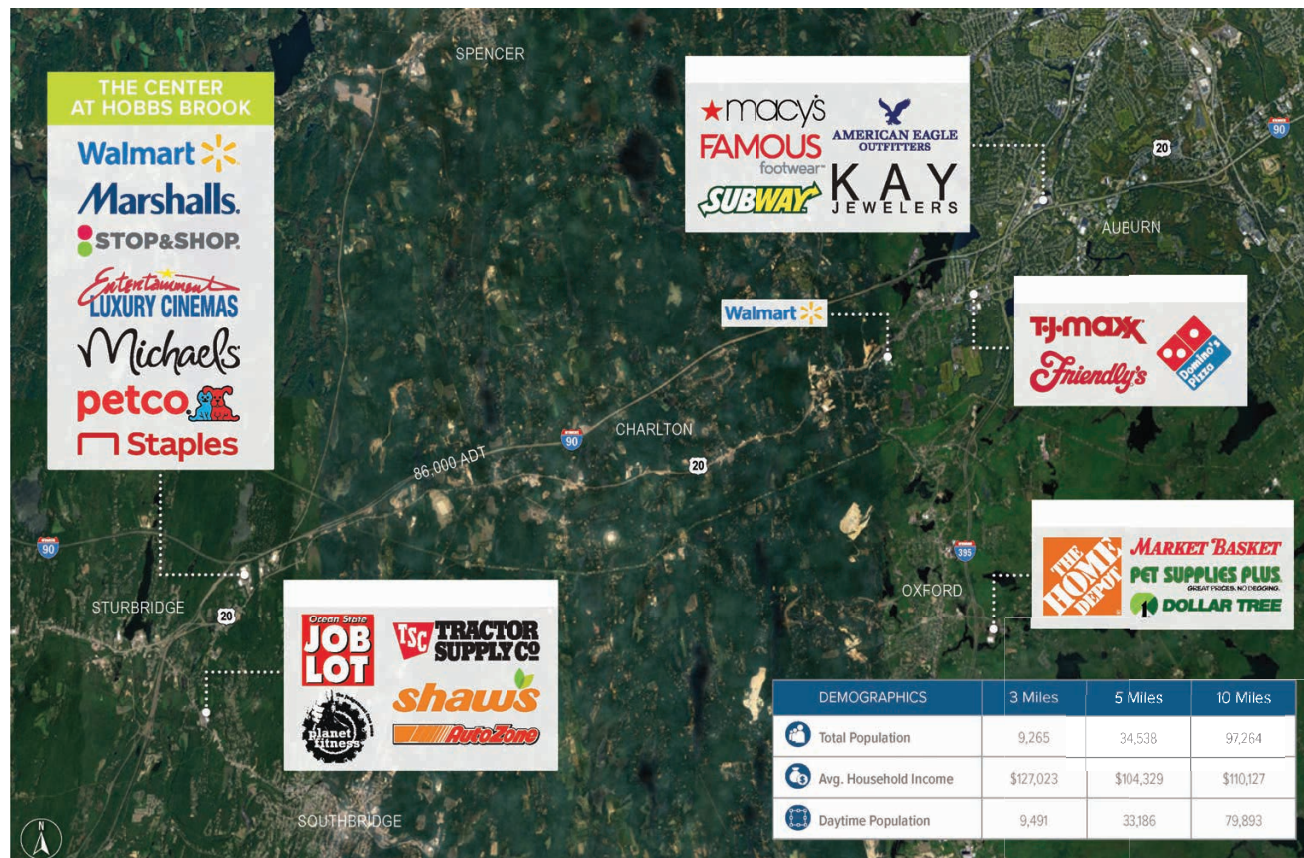 SPENCER
THE CENTER
AT HOBBS BROOK
Walmart
Marshalls.
STOP&SHOP.
Entertainment
LUXURY CINEMAS
Michaels
petco
Staples
macy's
AMERICAN EAGLE
OUTFITTERS
FAMOUS
footwear
SUBWAY
KAY
JEWELERS
90
20
AUBURN
Walmart
T·J·maxx
Friendly's
Domino's
Pizza
CHARLTON
90
20
86,000 ADT
90
395
THE
HOME
DEPOT
MARKET BASKET
PET SUPPLIES PLUS.
GREAT PRICES. NO BEGGING.
DOLLAR TREE
OXFORD
STURBRIDGE
20
Ocean State
JOB
LOT
TSC TRACTOR
SUPPLY CO
planet
fitness
shaw's
AutoZone
SOUTHBRIDGE
N
DEMOGRAPHICS 3 Miles 5 Miles 10 Miles
Total Population 9,265 34,538 97,264
Avg. Household Income $127,023 $104,329 $110,127
Daytime Population 9,491 33,186 79,893